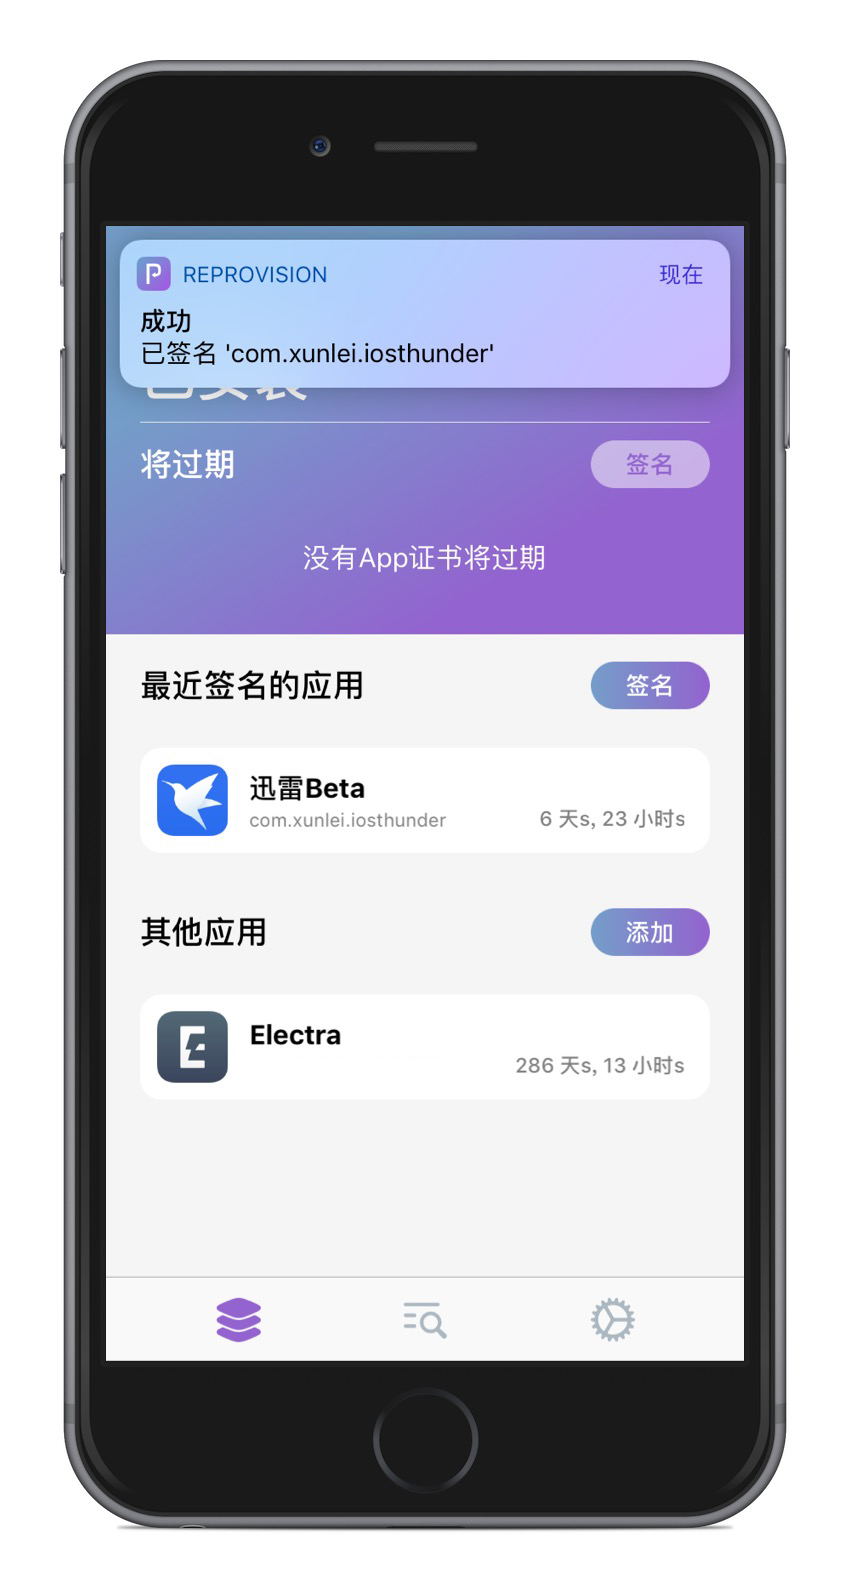 REPROVISION
现在
成功
已签名 'com.xunlei.iosthunder'
已安装
将过期
签名
没有App证书将过期
最近签名的应用
签名
迅雷Beta
com.xunlei.iosthunder
6 天s, 23 小时s
其他应用
添加
Electra
286 天s, 13 小时s